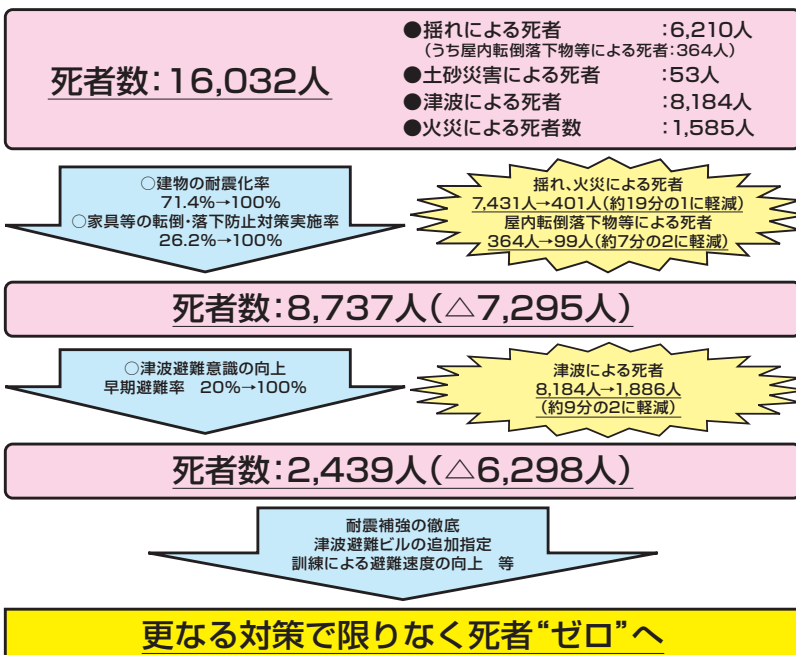 死者数:16,032人
●揺れによる死者 :6,210人
(うち屋内転倒落下物等による死者:364人)
●土砂災害による死者 :53人
●津波による死者 :8,184人
●火災による死者数 :1,585人
○建物の耐震化率
71.4%→100%
○家具等の転倒・落下防止対策実施率
26.2%→100%
揺れ、火災による死者
7,431人→401人(約19分の1に軽減)
屋内転倒落下物等による死者
364人→99人(約7分の2に軽減)
死者数:8,737人(△7,295人)
○津波避難意識の向上
早期避難率 20%→100%
津波による死者
8,184人→1,886人
(約9分の2に軽減)
死者数:2,439人(△6,298人)
耐震補強の徹底
津波避難ビルの追加指定
訓練による避難速度の向上 等
更なる対策で限りなく死者“ゼロ”へ